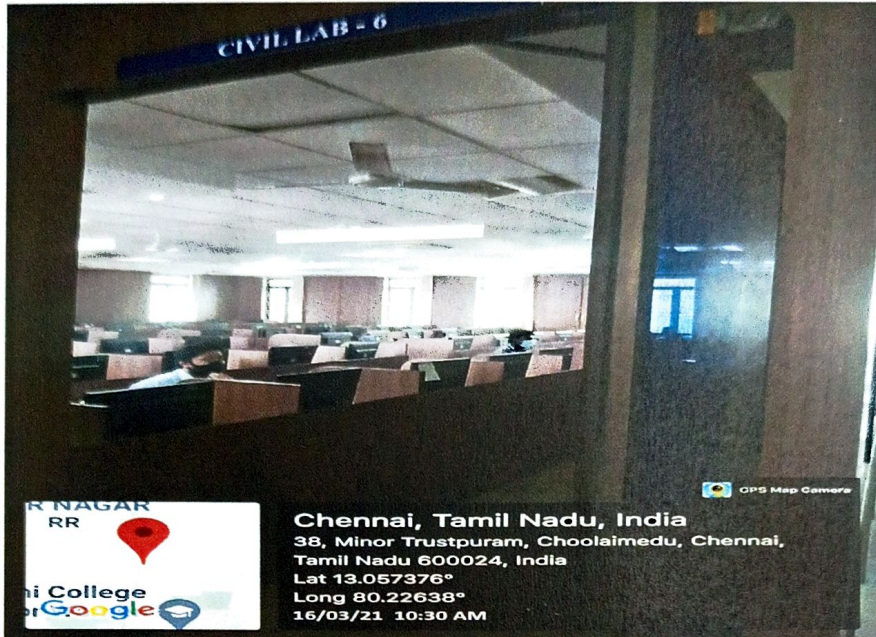 CIVIL LAB - 6
GPS Map Camera
R NAGAR
RR
i College
Google
Chennai, Tamil Nadu, India
38, Minor Trustpuram, Choolaimedu, Chennai,
Tamil Nadu 600024, India
Lat 13.057376°
Long 80.22638°
16/03/21 10:30 AM